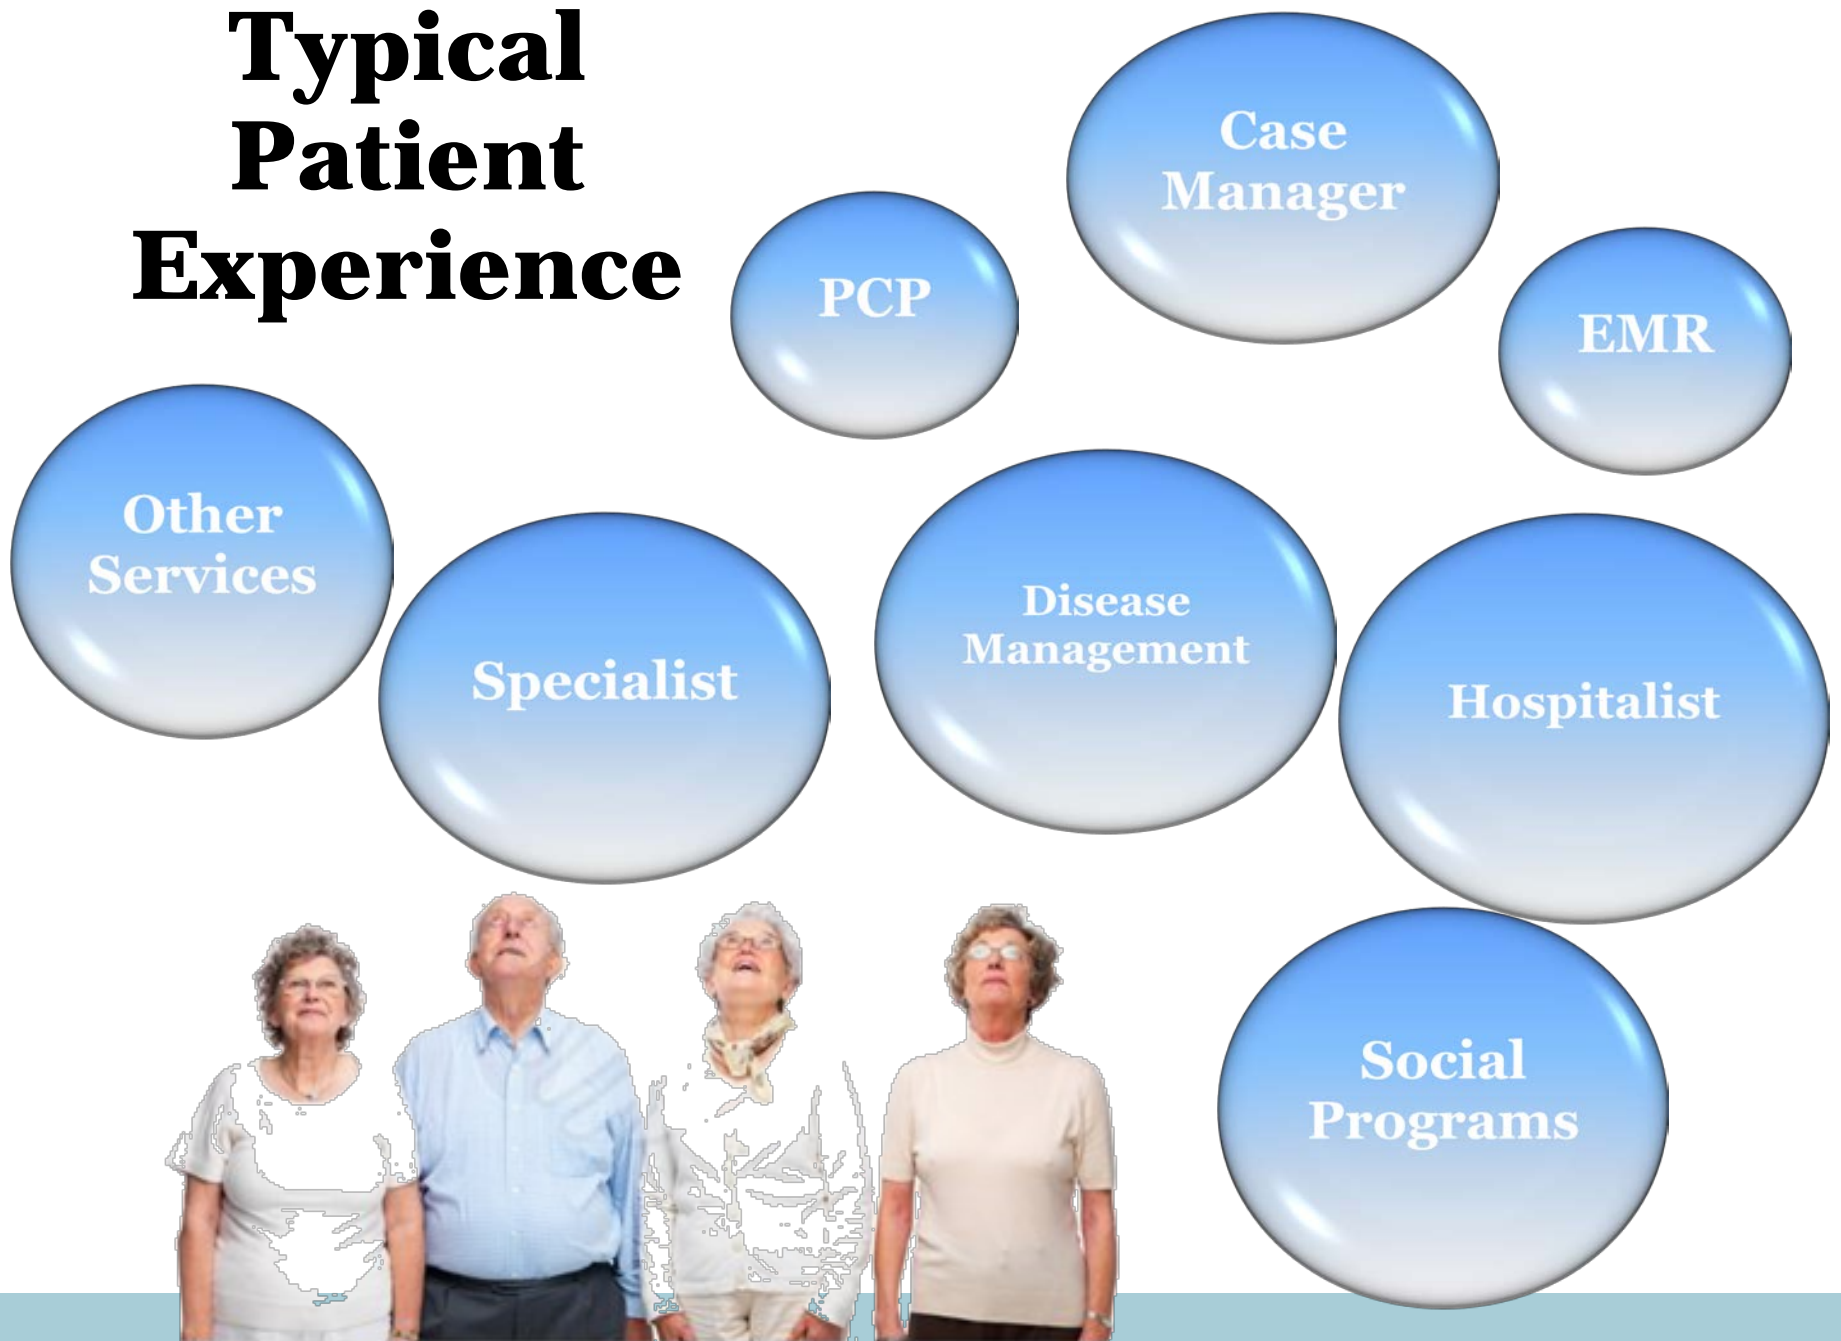 Typical
Patient
Experience
Case
Manager
PCP
EMR
Other
Services
Specialist
Disease
Management
Hospitalist
Social
Programs